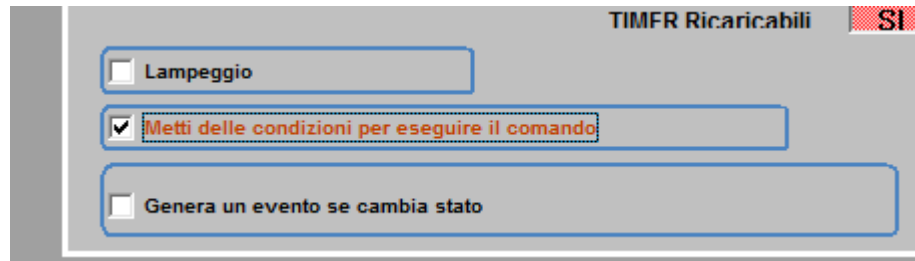 TIMER Ricaricabili SI
Lampeggio
Metti delle condizioni per eseguire il comando
Genera un evento se cambia stato